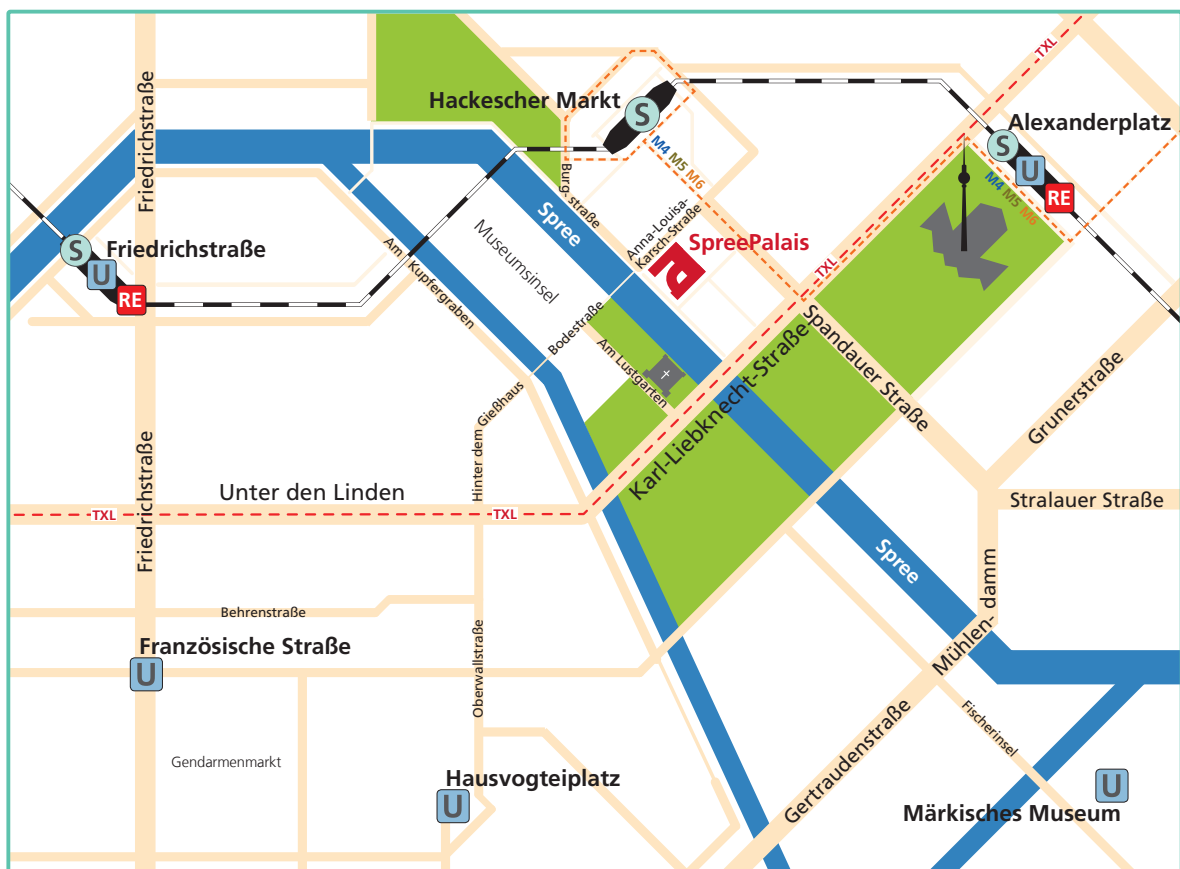 TXL
Friedrichstraße
Hackescher Markt
S
Alexanderplatz
S
U
RE
M4 M5 M6
M4 M5 M6
Burgstraße
Anna-Louisa-
Karsch-Straße
SpreePalais
Spree
Museumsinsel
S
U
RE
Friedrichstraße
Am Kupfergraben
TXL
Bodestraße
Am Lustgarten
Spandauer Straße
Karl-Liebknecht-Straße
Grunerstraße
Hinter dem Gießhaus
Friedrichstraße
Unter den Linden
TXL
TXL
Stralauer Straße
Spree
Behrenstraße
Mühlen-
damm
Französische Straße
U
Oberwallstraße
Gertraudenstraße
Fischerinsel
Gendarmenmarkt
Hausvogteiplatz
U
U
Märkisches Museum